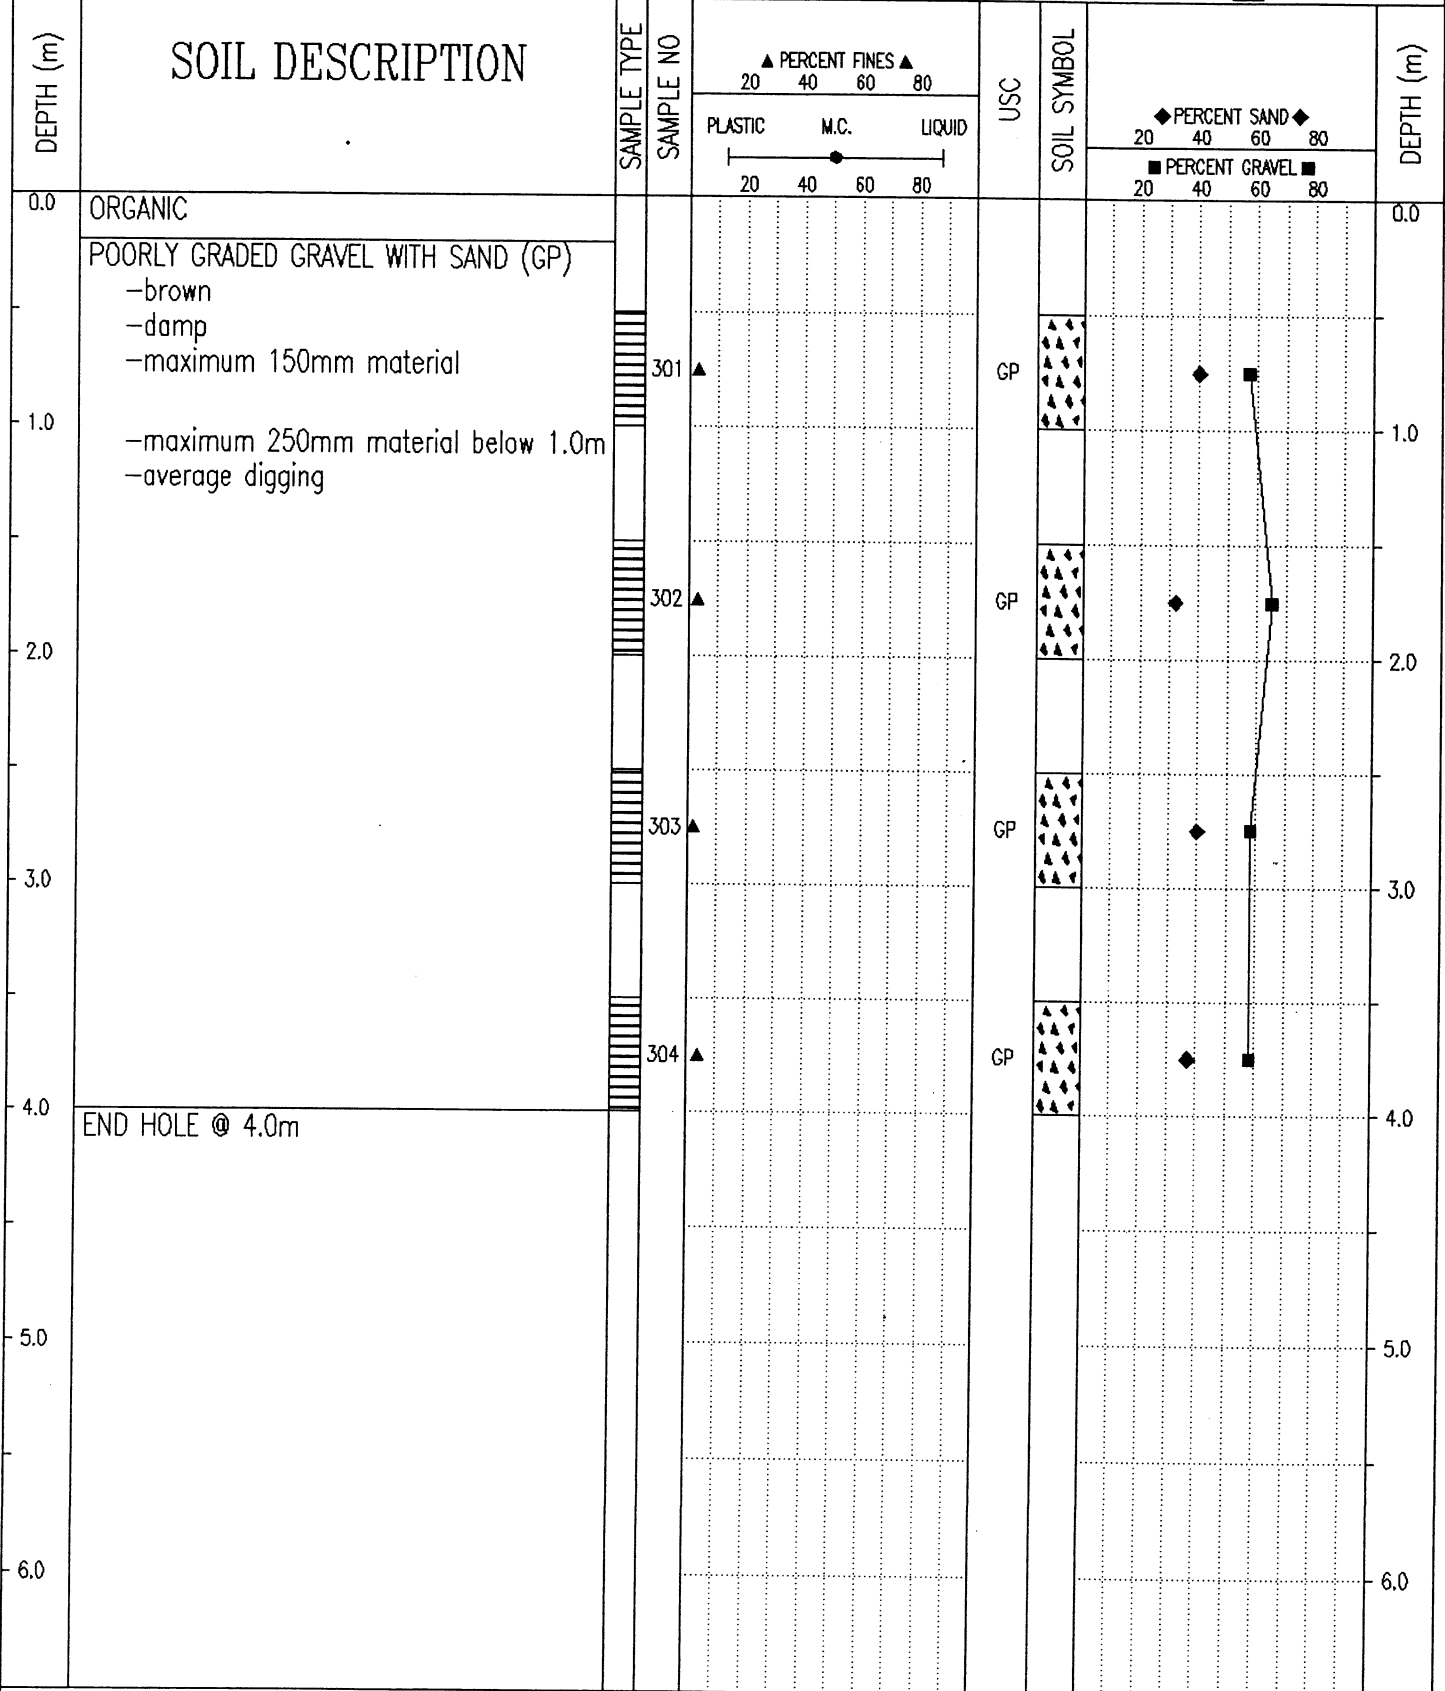 DEPTH (m)
SOIL DESCRIPTION
SAMPLE TYPE
SAMPLE NO
▲ PERCENT FINES ▲
20 40 60 80
PLASTIC M.C. LIQUID
20 40 60 80
USC
SOIL SYMBOL
◆ PERCENT SAND ◆
20 40 60 80
■ PERCENT GRAVEL ■
20 40 60 80
DEPTH (m)
0.0 ORGANIC 0.0
POORLY GRADED GRAVEL WITH SAND (GP)
-brown
-damp
-maximum 150mm material
301 GP
1.0 1.0
-maximum 250mm material below 1.0m
-average digging
302 GP
2.0 2.0
303 GP
3.0 3.0
304 GP
4.0 4.0
END HOLE @ 4.0m
5.0 5.0
6.0 6.0